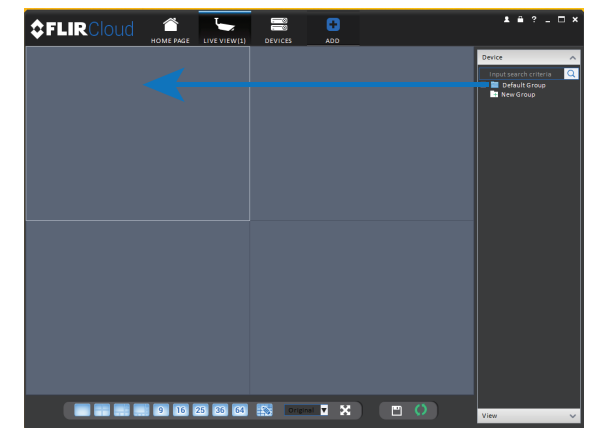 FLIRCloud
HOME PAGE LIVE VIEW(1) DEVICES ADD
Device
Input search criteria
Default Group
New Group
9 16 25 36 64 Original
View